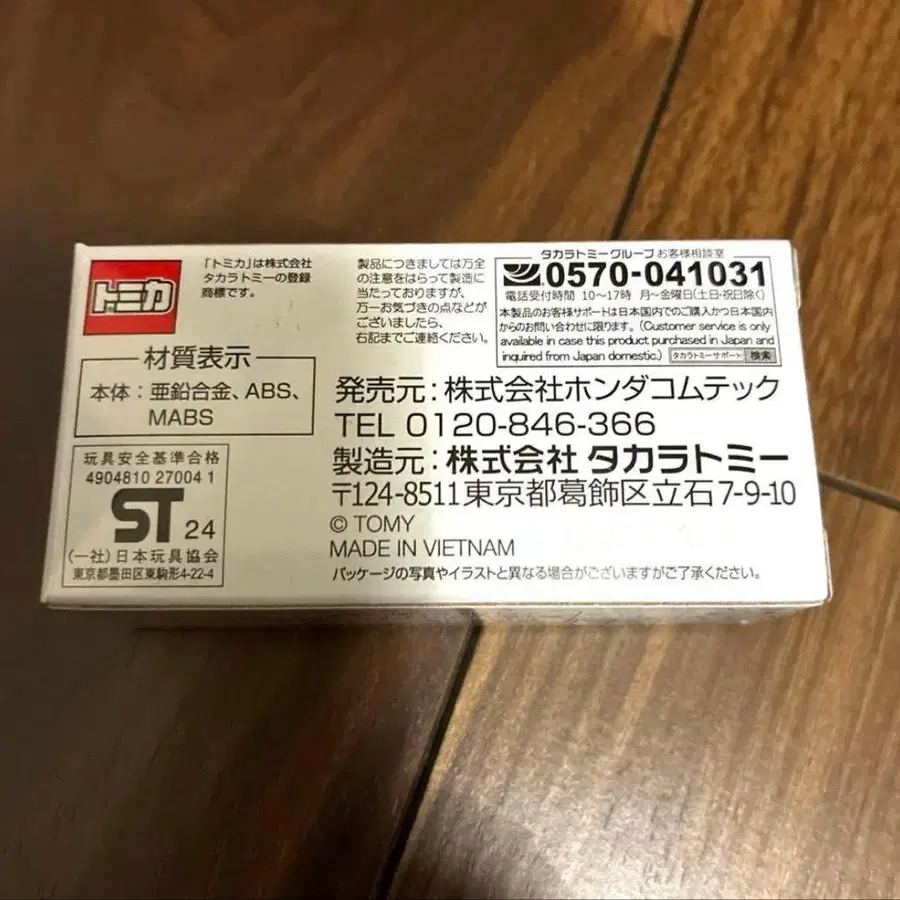 トミカ
「トミカ」は株式会社
タカラトミーの登録
商標です。
材質表示
本体：亜鉛合金、ABS、
MABS
玩具安全基準合格
4904810 27004 1
ST 24
(一社)日本玩具協会
東京都墨田区東駒形4-22-4
製品につきましては万全
の注意をはらって製造に
当たっておりますが、
万一お気づきの点などが
ございましたら、
右記までご連絡ください。
タカラトミーグループ お客様相談室
0570-041031
電話受付時間 10〜17時 月〜金曜日(土日・祝日除く)
本製品のお客様サポートは日本国内でのご購入かつ日本国内
からのお問い合わせに限ります。(Customer service is only
available in case this product purchased in Japan and
inquired from Japan domestic.) タカラトミーサポート 検索
発売元：株式会社ホンダコムテック
TEL 0120-846-366
製造元：株式会社 タカラトミー
〒124-8511東京都葛飾区立石7-9-10
© TOMY
MADE IN VIETNAM
パッケージの写真やイラストと異なる場合がございますがご了承ください。